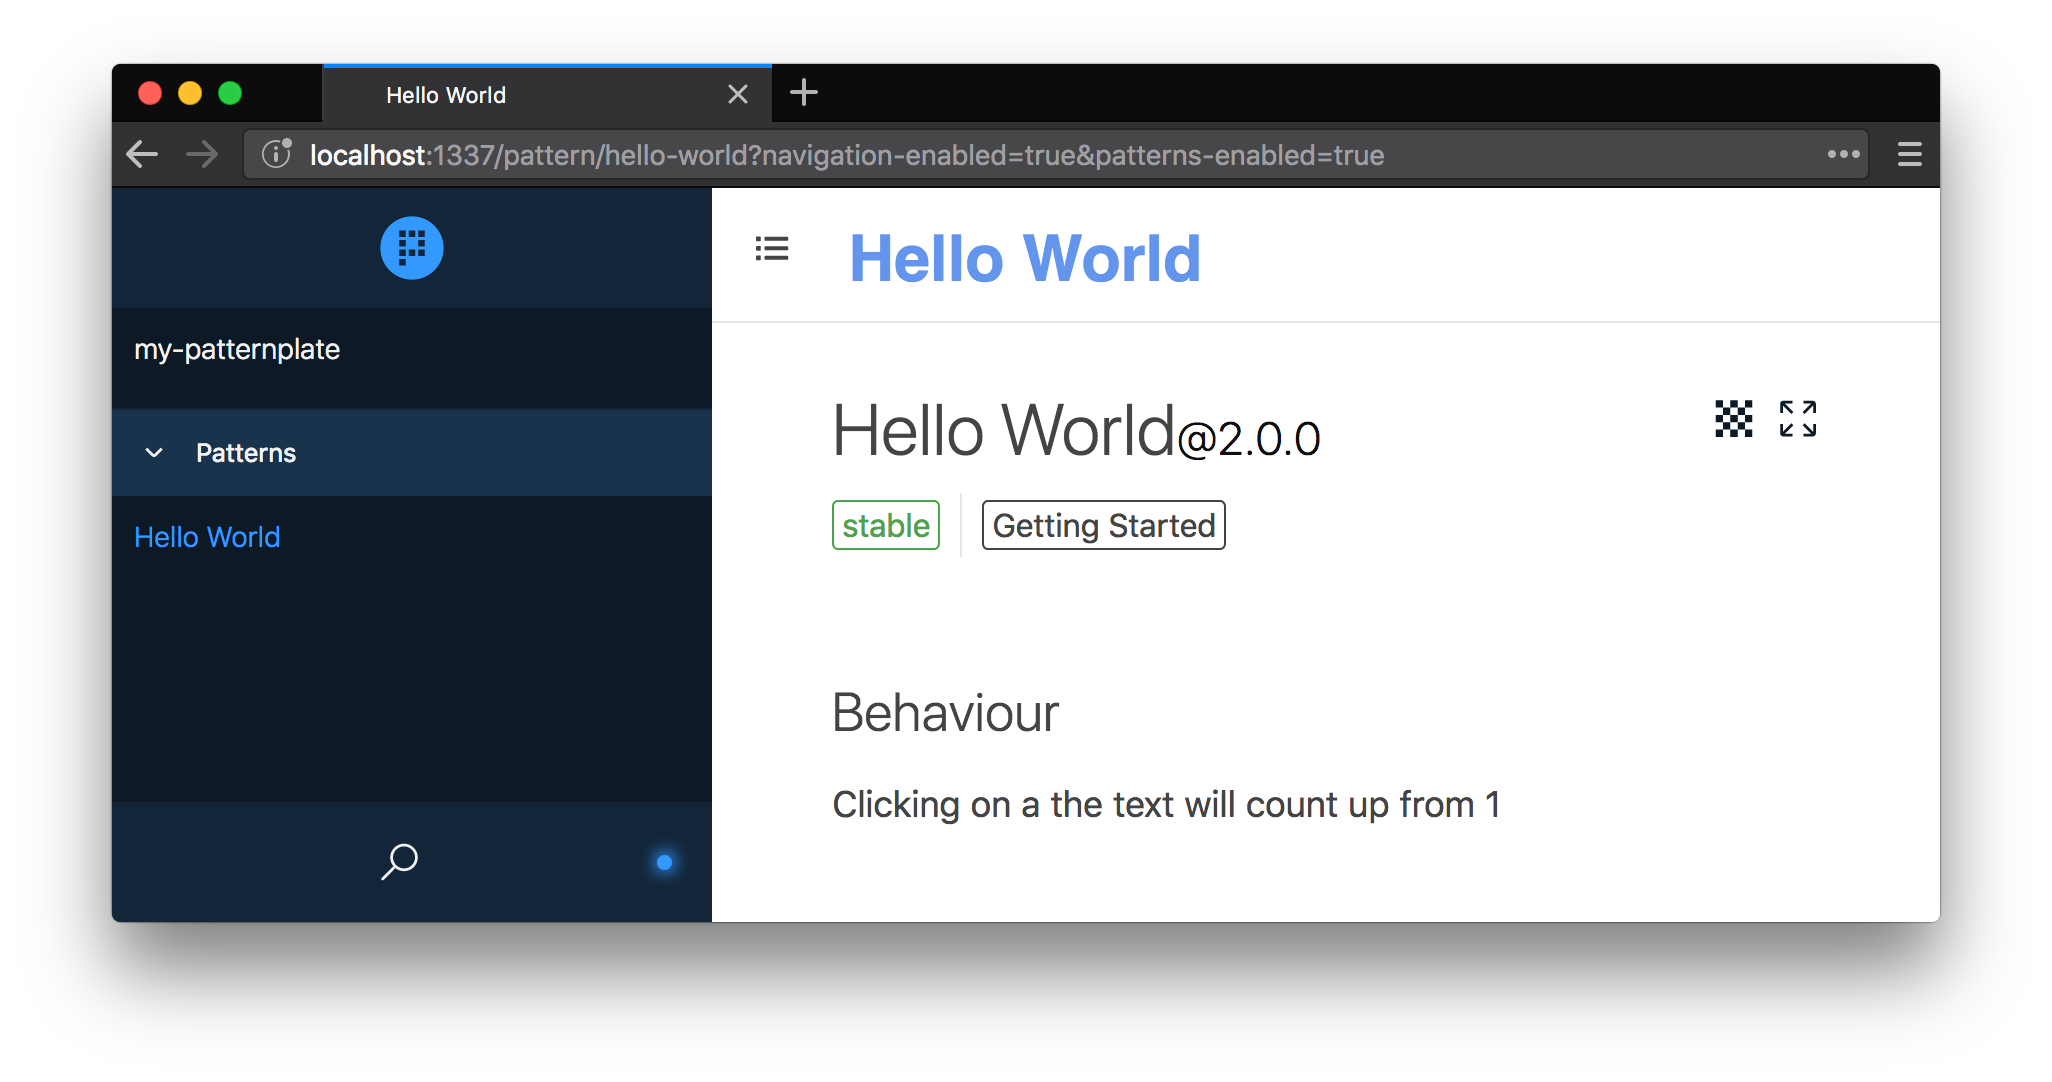 Hello World
localhost:1337/pattern/hello-world?navigation-enabled=true&patterns-enabled=true
my-patternplate
Patterns
Hello World
Hello World
Hello World@2.0.0
stable
Getting Started
Behaviour
Clicking on a the text will count up from 1